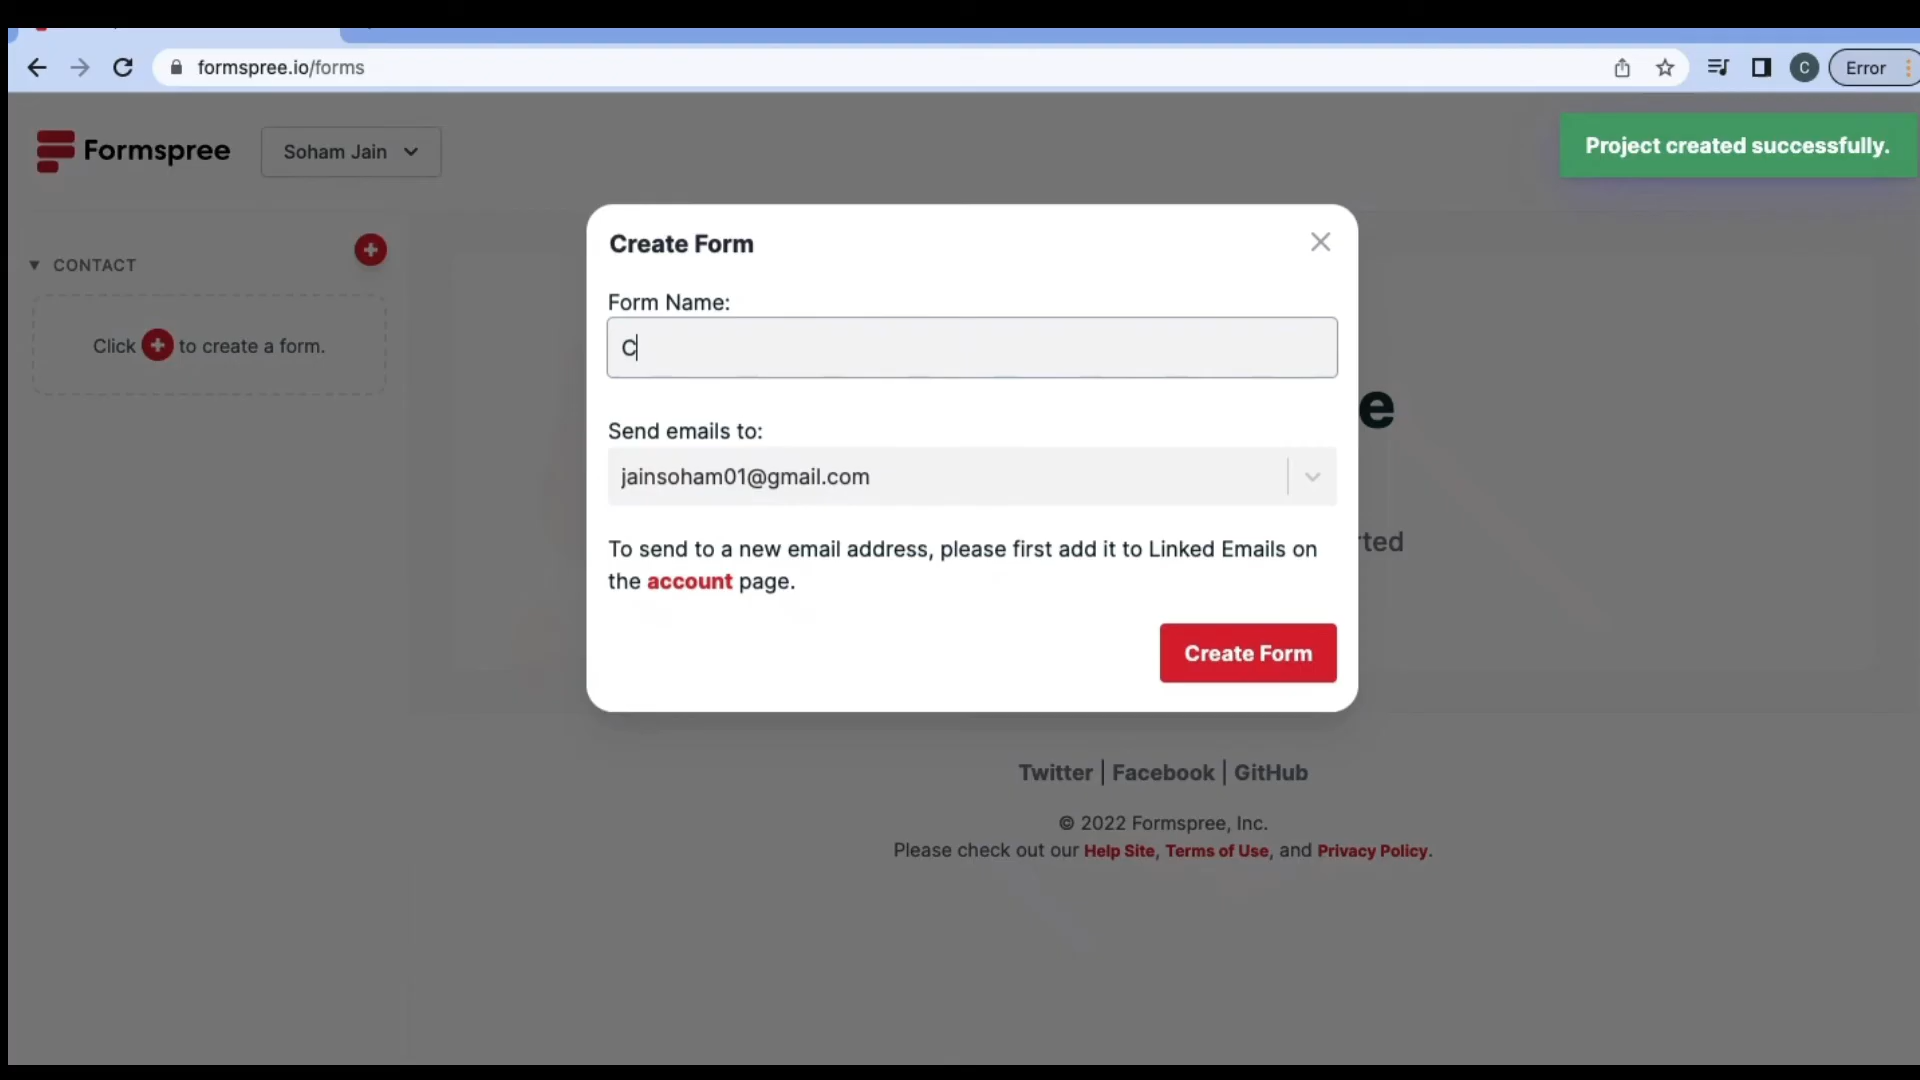 formspree.io/forms
C
Error
Formspree
Soham Jain
Project created successfully.
CONTACT
Click + to create a form.
Create Form
Form Name:
C
Send emails to:
jainsoham01@gmail.com
To send to a new email address, please first add it to Linked Emails on
the account page.
Create Form
e
rted
Twitter | Facebook | GitHub
© 2022 Formspree, Inc.
Please check out our Help Site, Terms of Use, and Privacy Policy.